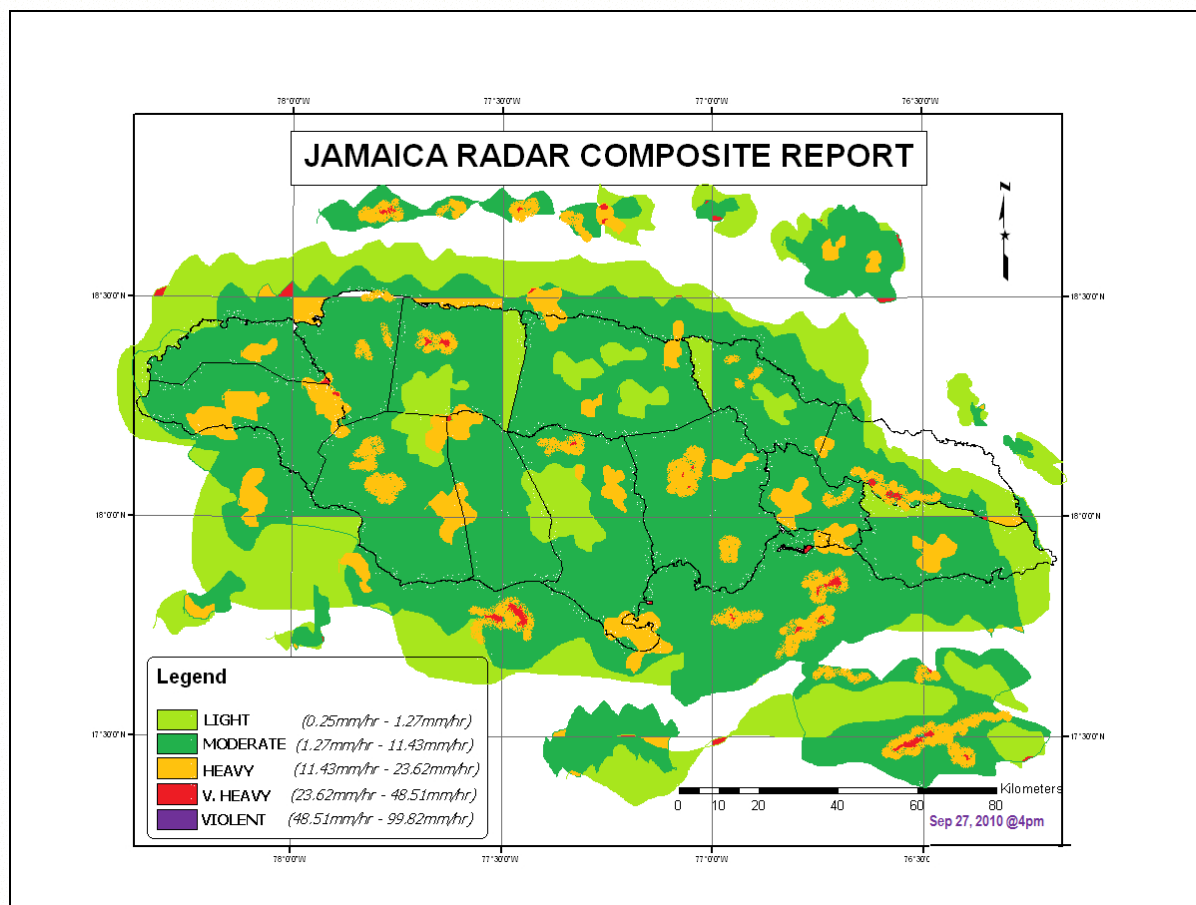 78°0'0"W 77°30'0"W 77°0'0"W 76°30'0"W
JAMAICA RADAR COMPOSITE REPORT
N
18°30'0"N 18°30'0"N
18°0'0"N 18°0'0"N
17°30'0"N 17°30'0"N
Legend
LIGHT (0.25mm/hr - 1.27mm/hr)
MODERATE (1.27mm/hr - 11.43mm/hr)
HEAVY (11.43mm/hr - 23.62mm/hr)
V. HEAVY (23.62mm/hr - 48.51mm/hr)
VIOLENT (48.51mm/hr - 99.82mm/hr)
Kilometers
0 10 20 40 60 80
Sep 27, 2010 @4pm
78°0'0"W 77°30'0"W 77°0'0"W 76°30'0"W